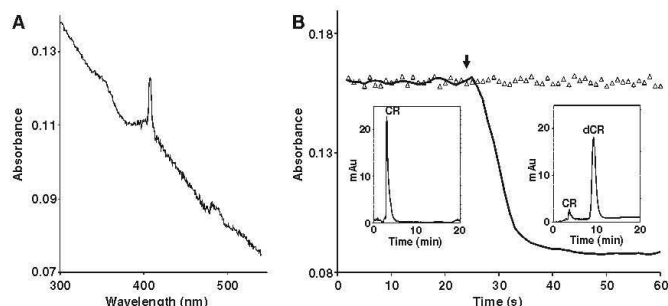 A
0.13
0.11
0.09
0.07
Absorbance
300
400
500
Wavelength (nm)
B
0.18
0.13
0.08
Absorbance
0
10
20
30
40
50
60
Time (s)
CR
20
10
0
mAu
0
10
20
Time (min)
dCR
CR
20
10
0
mAu
0
10
20
Time (min)